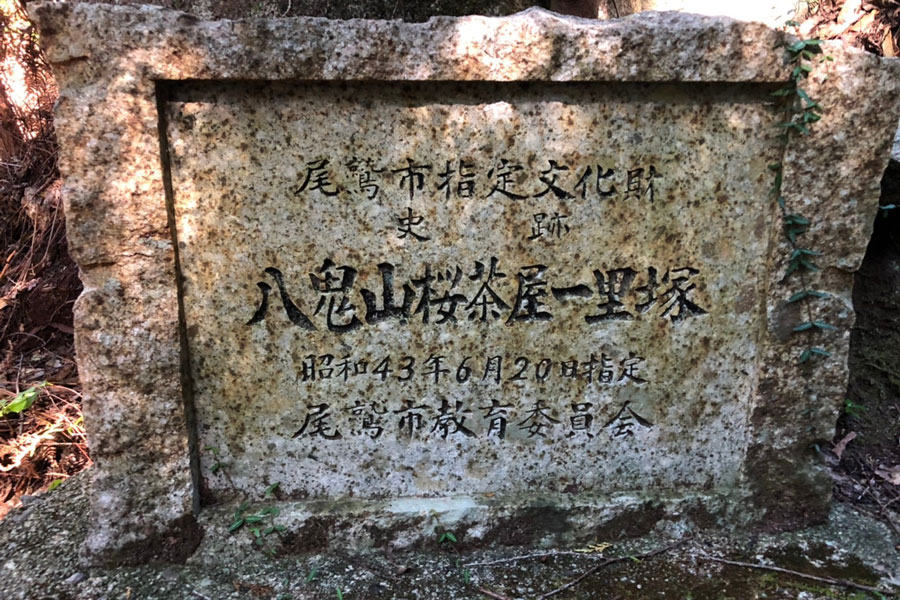 尾鷲市指定文化財
史跡
八鬼山桜茶屋一里塚
昭和43年6月20日指定
尾鷲市教育委員会